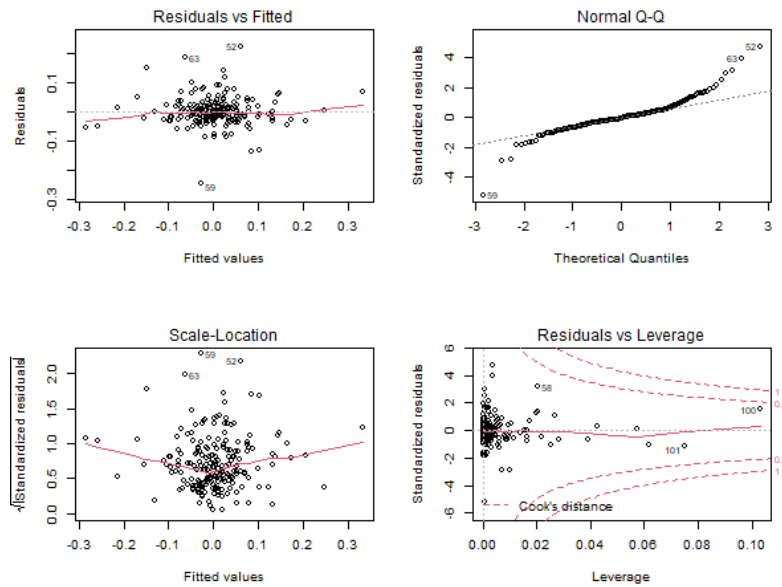 Residuals vs Fitted
Residuals
0.1
-0.1
-0.3
52
63
59
-0.3 -0.2 -0.1 0.0 0.1 0.2 0.3
Fitted values
Normal Q-Q
Standardized residuals
4
2
0
-2
-4
52
63
59
-3 -2 -1 0 1 2 3
Theoretical Quantiles
Scale-Location
√|Standardized residuals|
2.0
1.5
1.0
0.5
0.0
59
52
63
-0.3 -0.2 -0.1 0.0 0.1 0.2 0.3
Fitted values
Residuals vs Leverage
Standardized residuals
6
4
2
0
-2
-4
-6
58
100
101
1
0.
0.
1
Cook's distance
0.00 0.02 0.04 0.06 0.08 0.10
Leverage